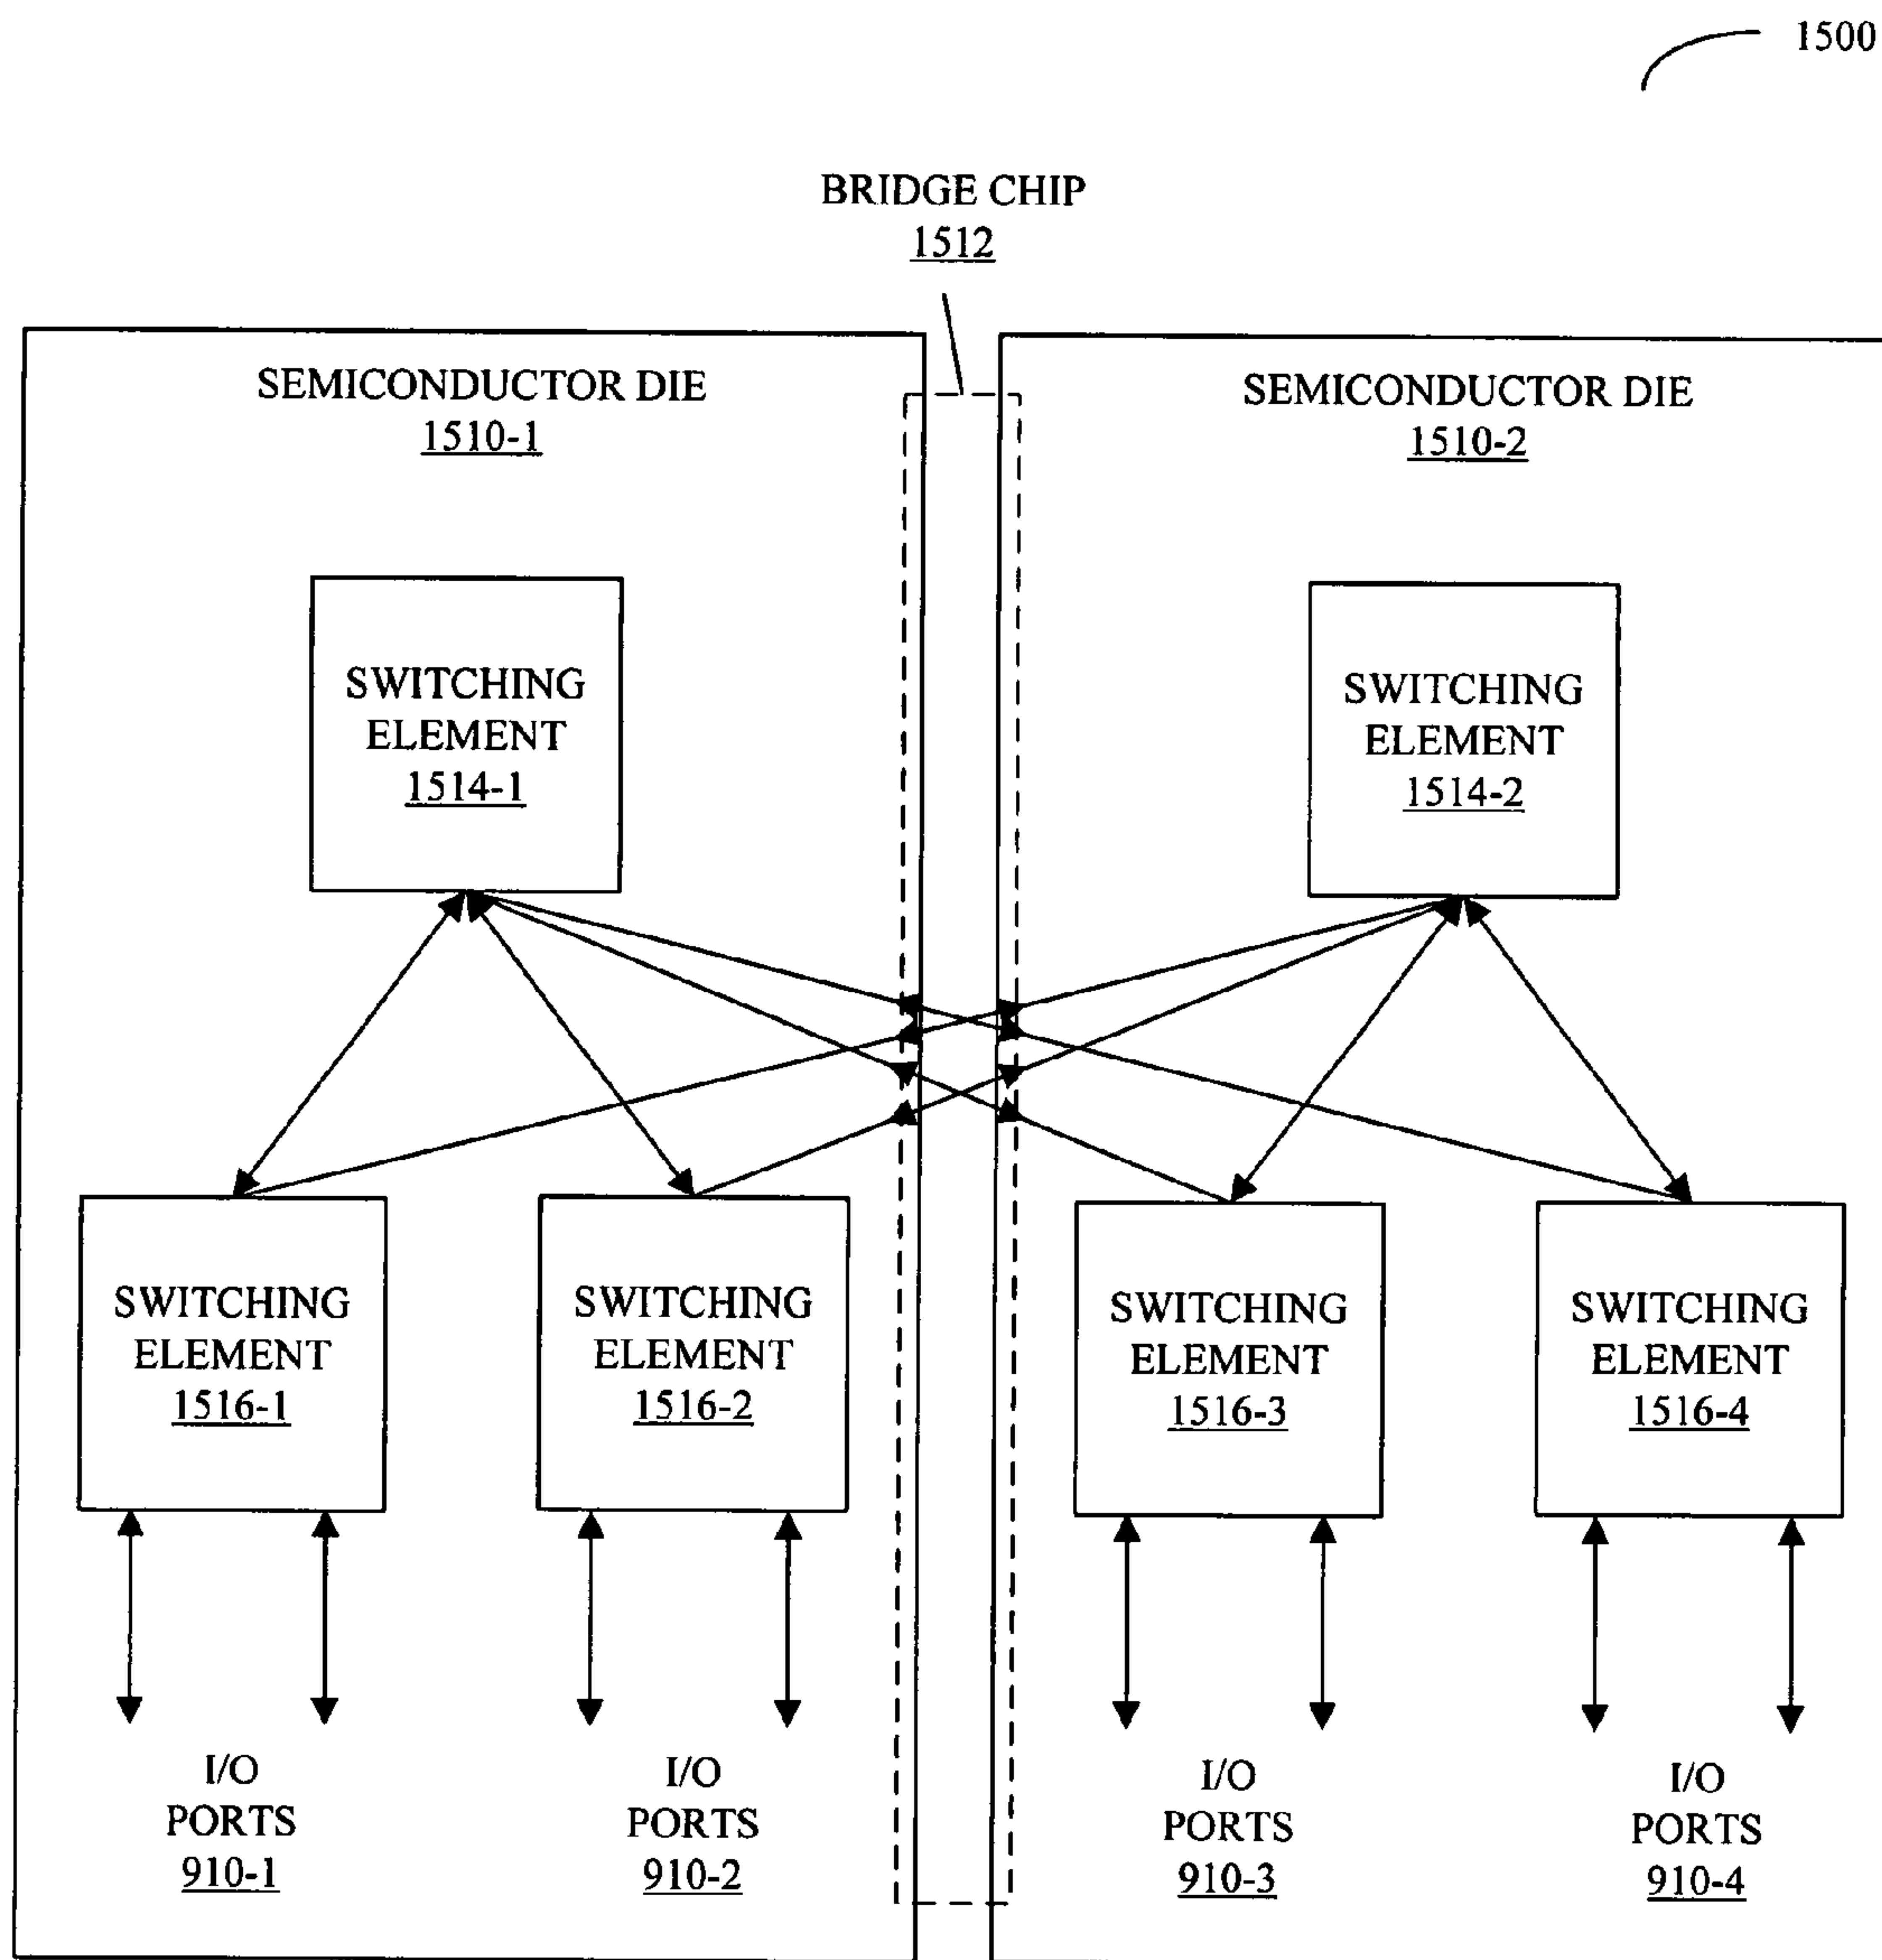 1500
BRIDGE CHIP
1512
SEMICONDUCTOR DIE
1510-1
SEMICONDUCTOR DIE
1510-2
SWITCHING
ELEMENT
1514-1
SWITCHING
ELEMENT
1514-2
SWITCHING
ELEMENT
1516-1
SWITCHING
ELEMENT
1516-2
SWITCHING
ELEMENT
1516-3
SWITCHING
ELEMENT
1516-4
I/O
PORTS
910-1
I/O
PORTS
910-2
I/O
PORTS
910-3
I/O
PORTS
910-4